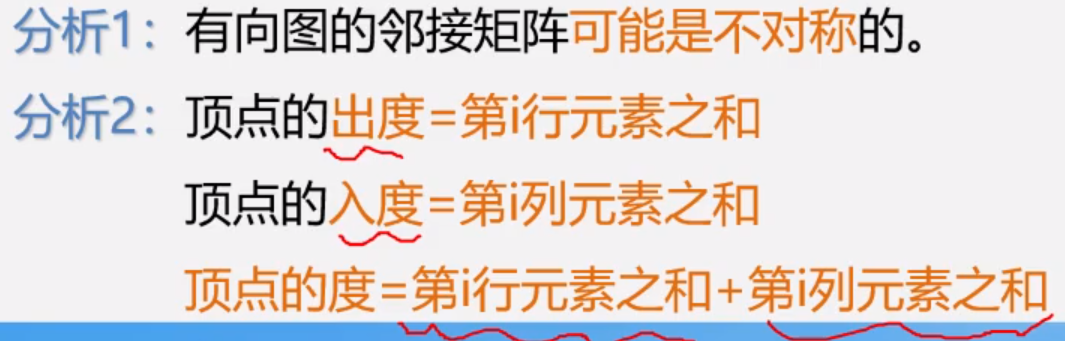 分析1：有向图的邻接矩阵可能是不对称的。
分析2：顶点的出度=第i行元素之和
顶点的入度=第i列元素之和
顶点的度=第i行元素之和+第i列元素之和